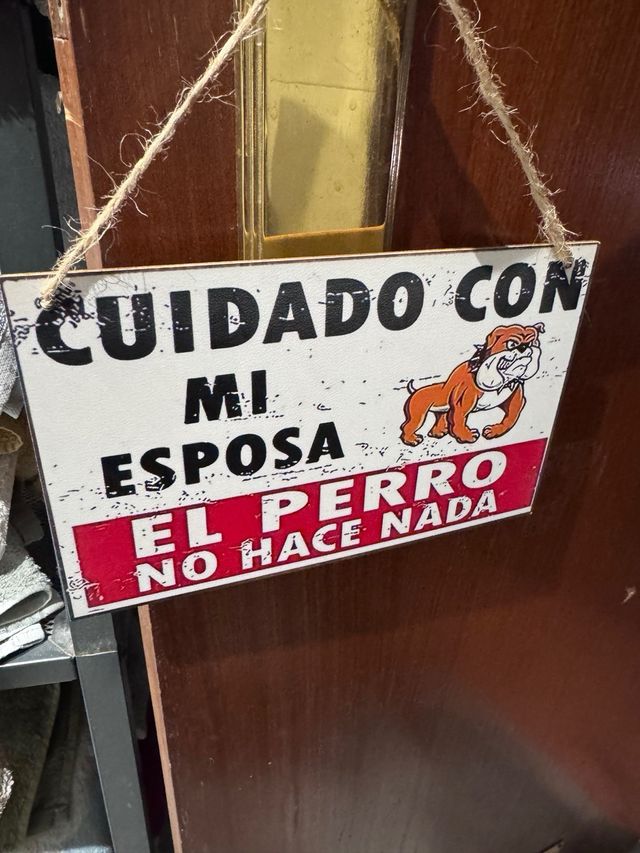 CUIDADO CON
MI
ESPOSA
EL PERRO
NO HACE NADA